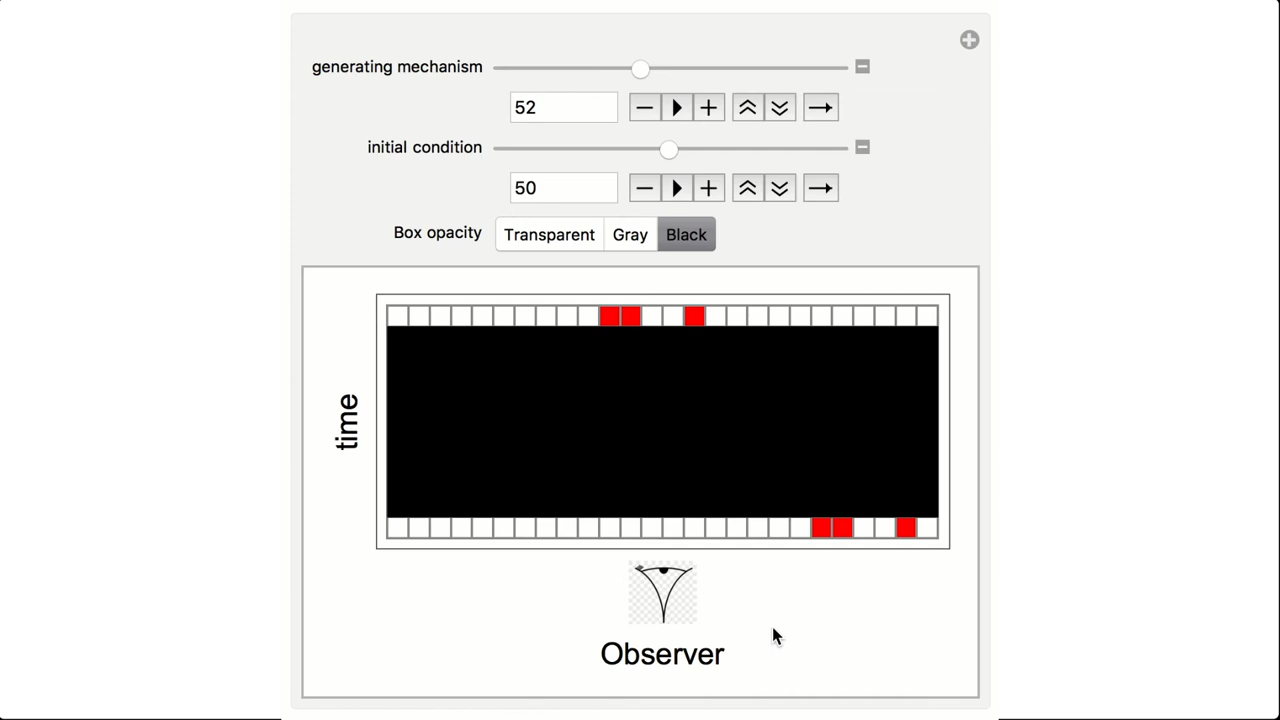 generating mechanism
52
initial condition
50
Box opacity Transparent Gray Black
time
Observer